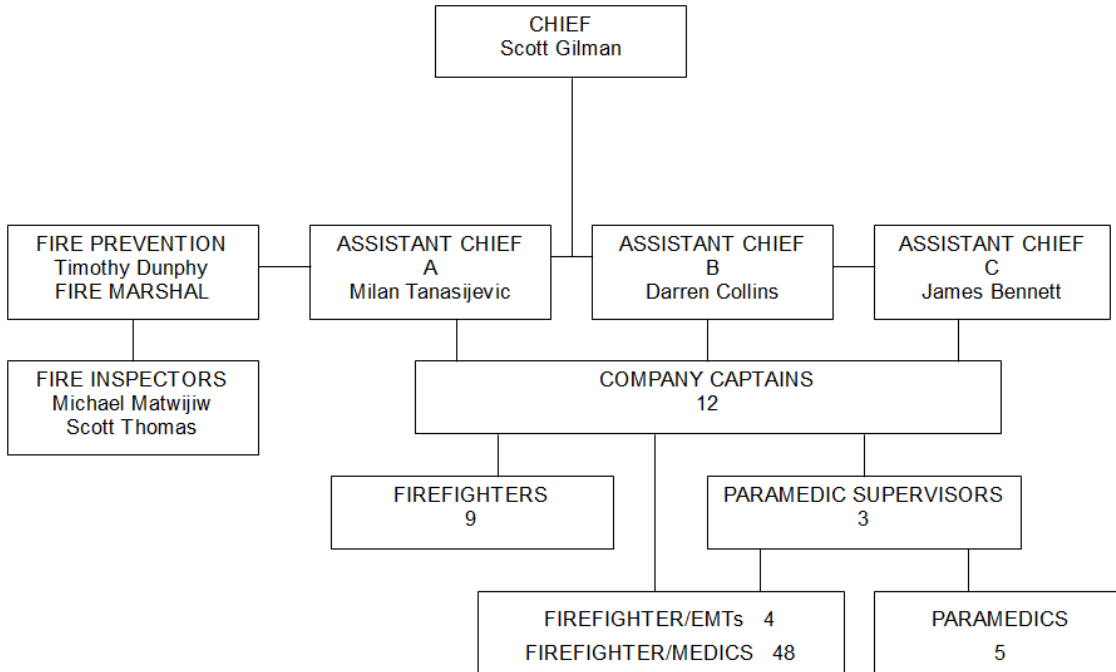 CHIEF
Scott Gilman
FIRE PREVENTION
Timothy Dunphy
FIRE MARSHAL
ASSISTANT CHIEF
A
Milan Tanasijevic
ASSISTANT CHIEF
B
Darren Collins
ASSISTANT CHIEF
C
James Bennett
FIRE INSPECTORS
Michael Matwijiw
Scott Thomas
COMPANY CAPTAINS
12
FIREFIGHTERS
9
PARAMEDIC SUPERVISORS
3
FIREFIGHTER/EMTs 4
FIREFIGHTER/MEDICS 48
PARAMEDICS
5